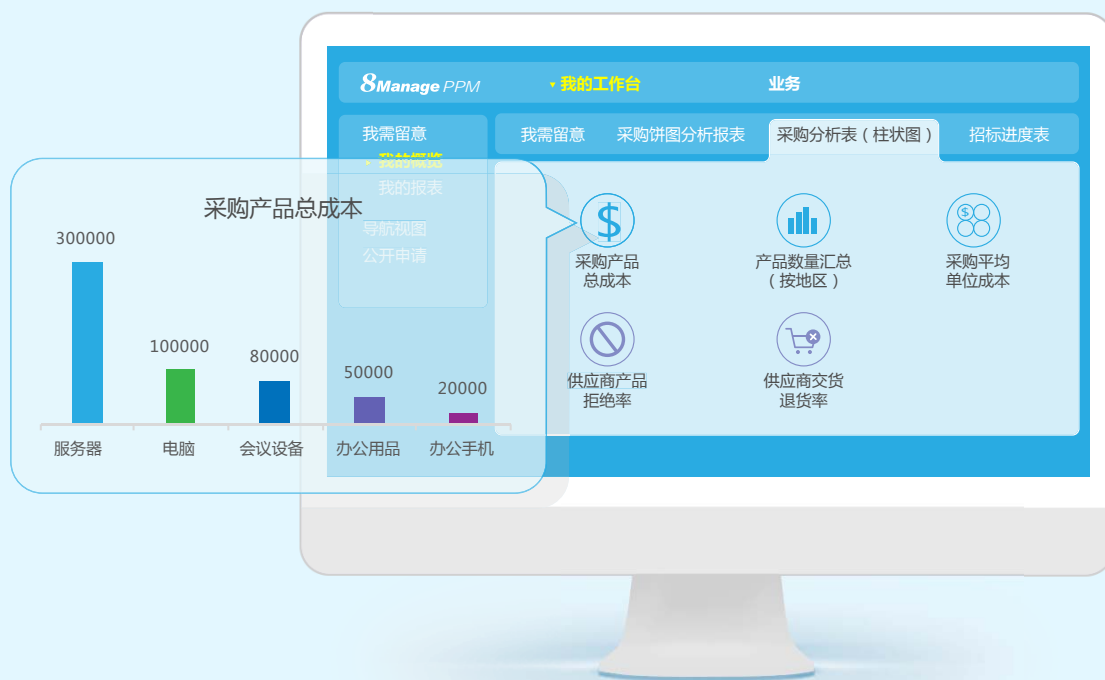 8Manage PPM
我的工作台
业务
我需留意
我的概览
我的报表
导航视图
公开申请
我需留意
采购饼图分析报表
采购分析表（柱状图）
招标进度表
采购产品总成本
300000
100000
80000
50000
20000
服务器
电脑
会议设备
办公用品
办公手机
$
采购产品
总成本
产品数量汇总
（按地区）
$
采购平均
单位成本
供应商产品
拒绝率
供应商交货
退货率